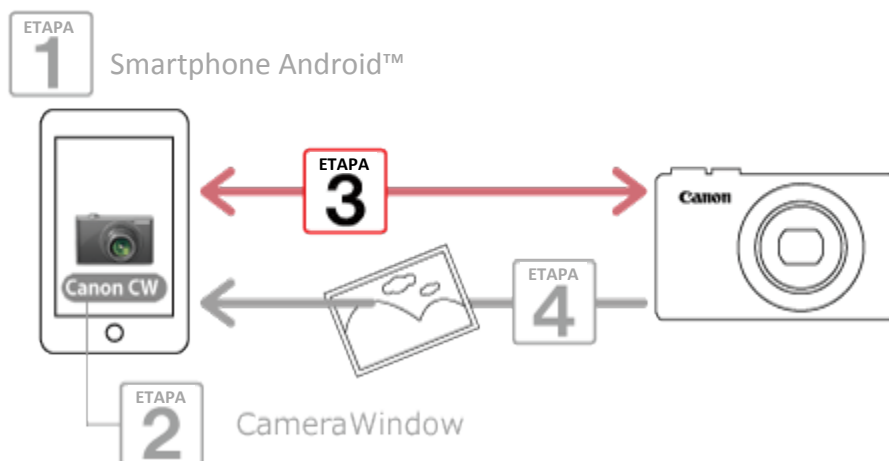 ETAPA
1
Smartphone Android™
ETAPA
3
Canon
Canon CW
ETAPA
4
ETAPA
2
CameraWindow